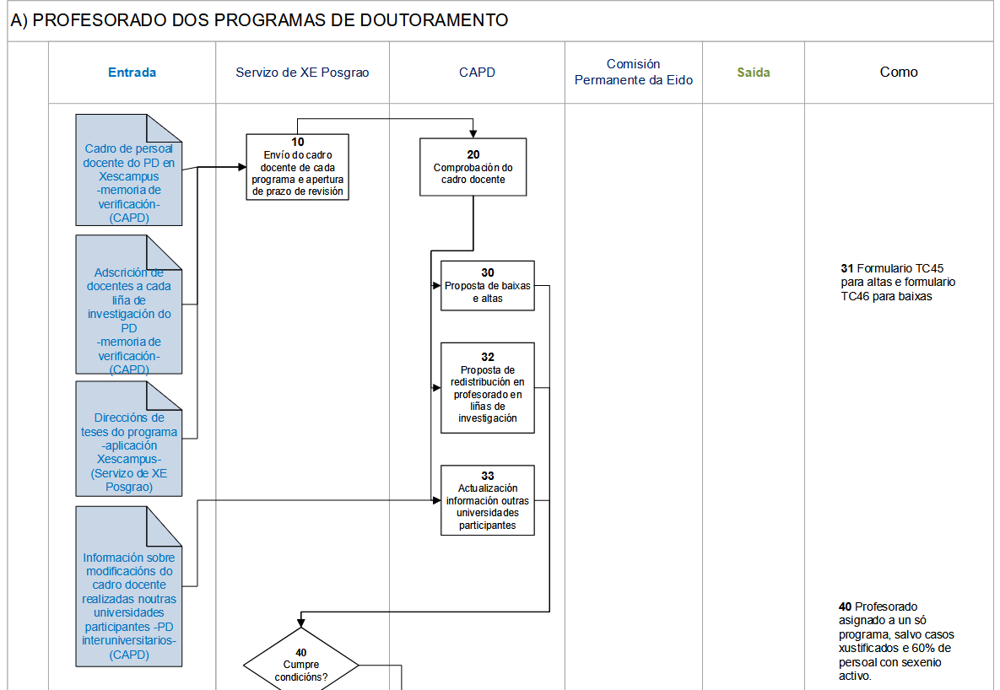 A) PROFESORADO DOS PROGRAMAS DE DOUTORAMENTO
Entrada
Servizo de XE Posgrao
CAPD
Comisión
Permanente da Eido
Saída
Como
Cadro de persoal
docente do PD en
Xescampus
-memoria de
verificación-
(CAPD)
10
Envío do cadro
docente de cada
programa e apertura
de prazo de revisión
20
Comprobación do
cadro docente
Adscrición de
docentes a cada
liña de
investigación do
PD
-memoria de
verificación-
(CAPD)
30
Proposta de baixas
e altas
31 Formulario TC45
para altas e formulario
TC46 para baixas
32
Proposta de
redistribución en
profesorado en
liñas de
investigación
Direccións de
teses do programa
-aplicación
Xescampus-
(Servizo de XE
Posgrao)
33
Actualización
información outras
universidades
participantes
Información sobre
modificacións do
cadro docente
realizadas noutras
universidades
participantes -PD
interuniversitarios-
(CAPD)
40
Cumpre
condicións?
40 Profesorado
asignado a un só
programa, salvo casos
xustificados e 60% de
persoal con sexenio
activo.